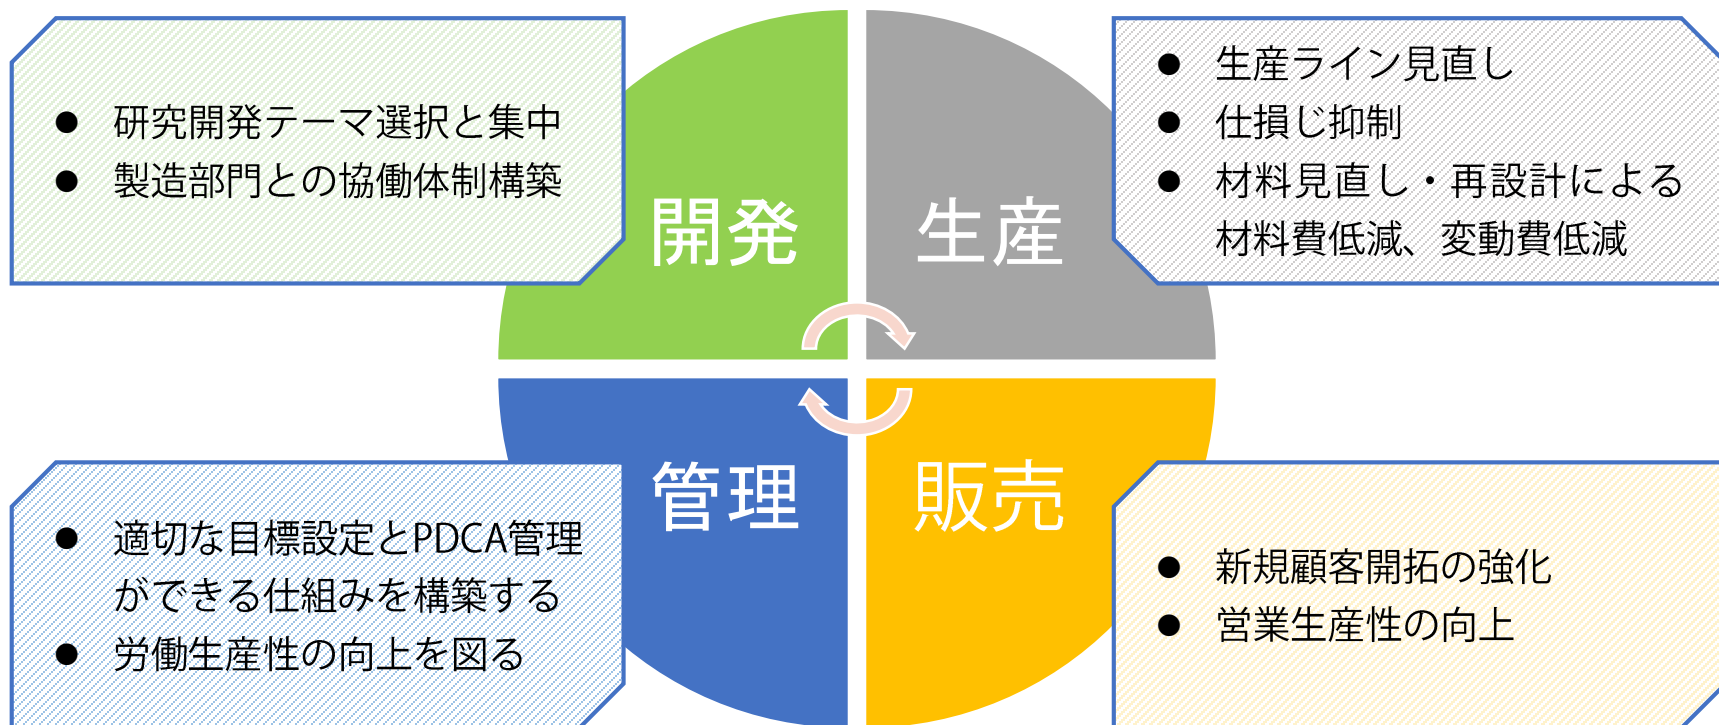 ● 研究開発テーマ選択と集中
● 製造部門との協働体制構築
開発
生産
● 生産ライン見直し
● 仕損じ抑制
● 材料見直し・再設計による
材料費低減、変動費低減
● 適切な目標設定とPDCA管理
ができる仕組みを構築する
● 労働生産性の向上を図る
管理
販売
● 新規顧客開拓の強化
● 営業生産性の向上